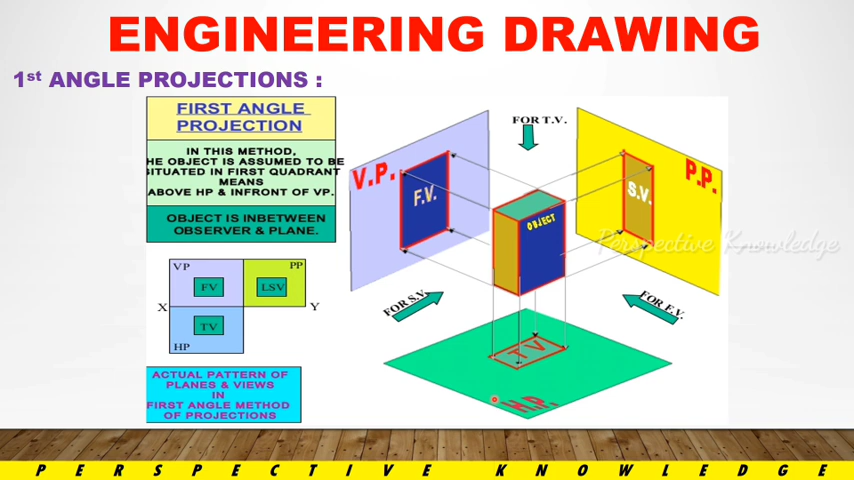 ENGINEERING DRAWING
1st ANGLE PROJECTIONS :
FIRST ANGLE
PROJECTION
IN THIS METHOD,
HE OBJECT IS ASSUMED TO BE
SITUATED IN FIRST QUADRANT
MEANS
ABOVE HP & INFRONT OF VP.
OBJECT IS INBETWEEN
OBSERVER & PLANE.
VP PP
FV LSV
X Y
TV
HP
ACTUAL PATTERN OF
PLANES & VIEWS
IN
FIRST ANGLE METHOD
OF PROJECTIONS
FOR T.V.
V.P.
P.P.
F.V.
S.V.
OBJECT
Perspective Knowledge
FOR S.V.
FOR F.V.
T V
H.P.
PERSPECTIVE KNOWLEDGE